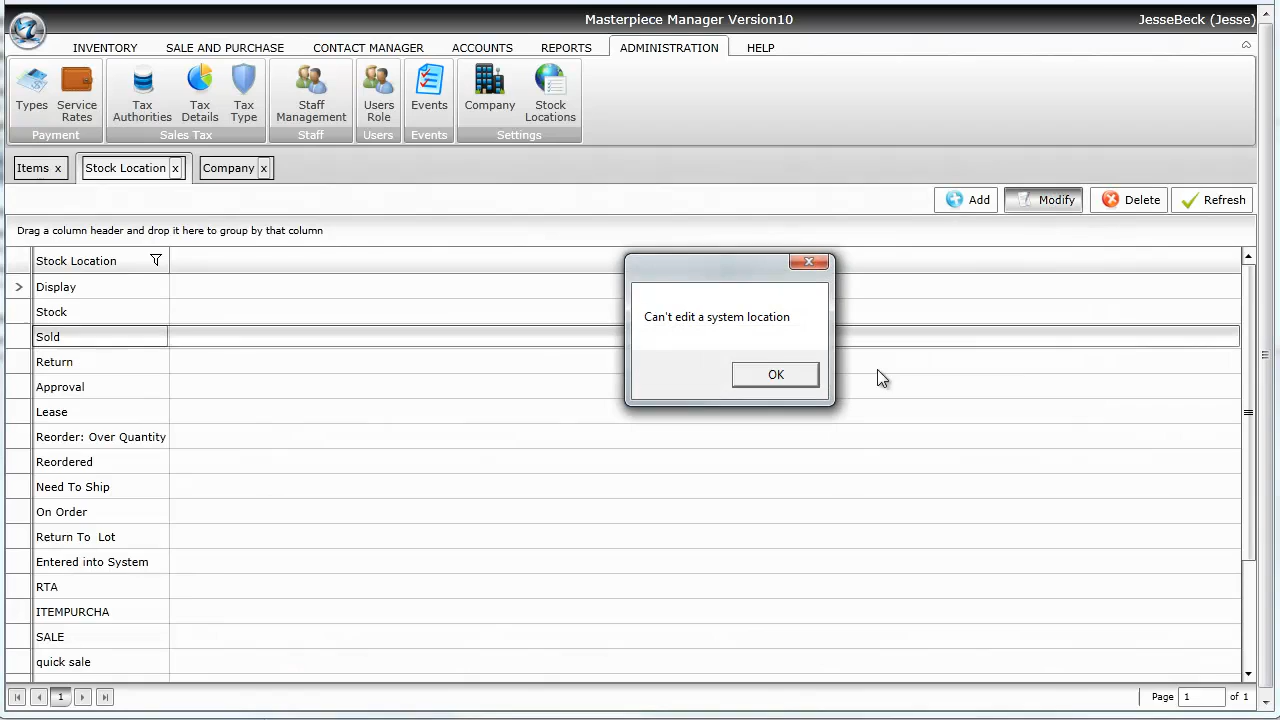 Masterpiece Manager Version10
JesseBeck (Jesse)
INVENTORY SALE AND PURCHASE CONTACT MANAGER ACCOUNTS REPORTS ADMINISTRATION HELP
Types Service Rates Tax Authorities Tax Details Tax Type Staff Management Users Role Events Company Stock Locations
Payment Sales Tax Staff Users Events Settings
Items x Stock Location x Company x
Add Modify Delete Refresh
Drag a column header and drop it here to group by that column
Stock Location
Display
Stock
Sold
Return
Approval
Lease
Reorder: Over Quantity
Reordered
Need To Ship
On Order
Return To  Lot
Entered into System
RTA
ITEMPURCHA
SALE
quick sale
Can't edit a system location
OK
1
Page 1 of 1